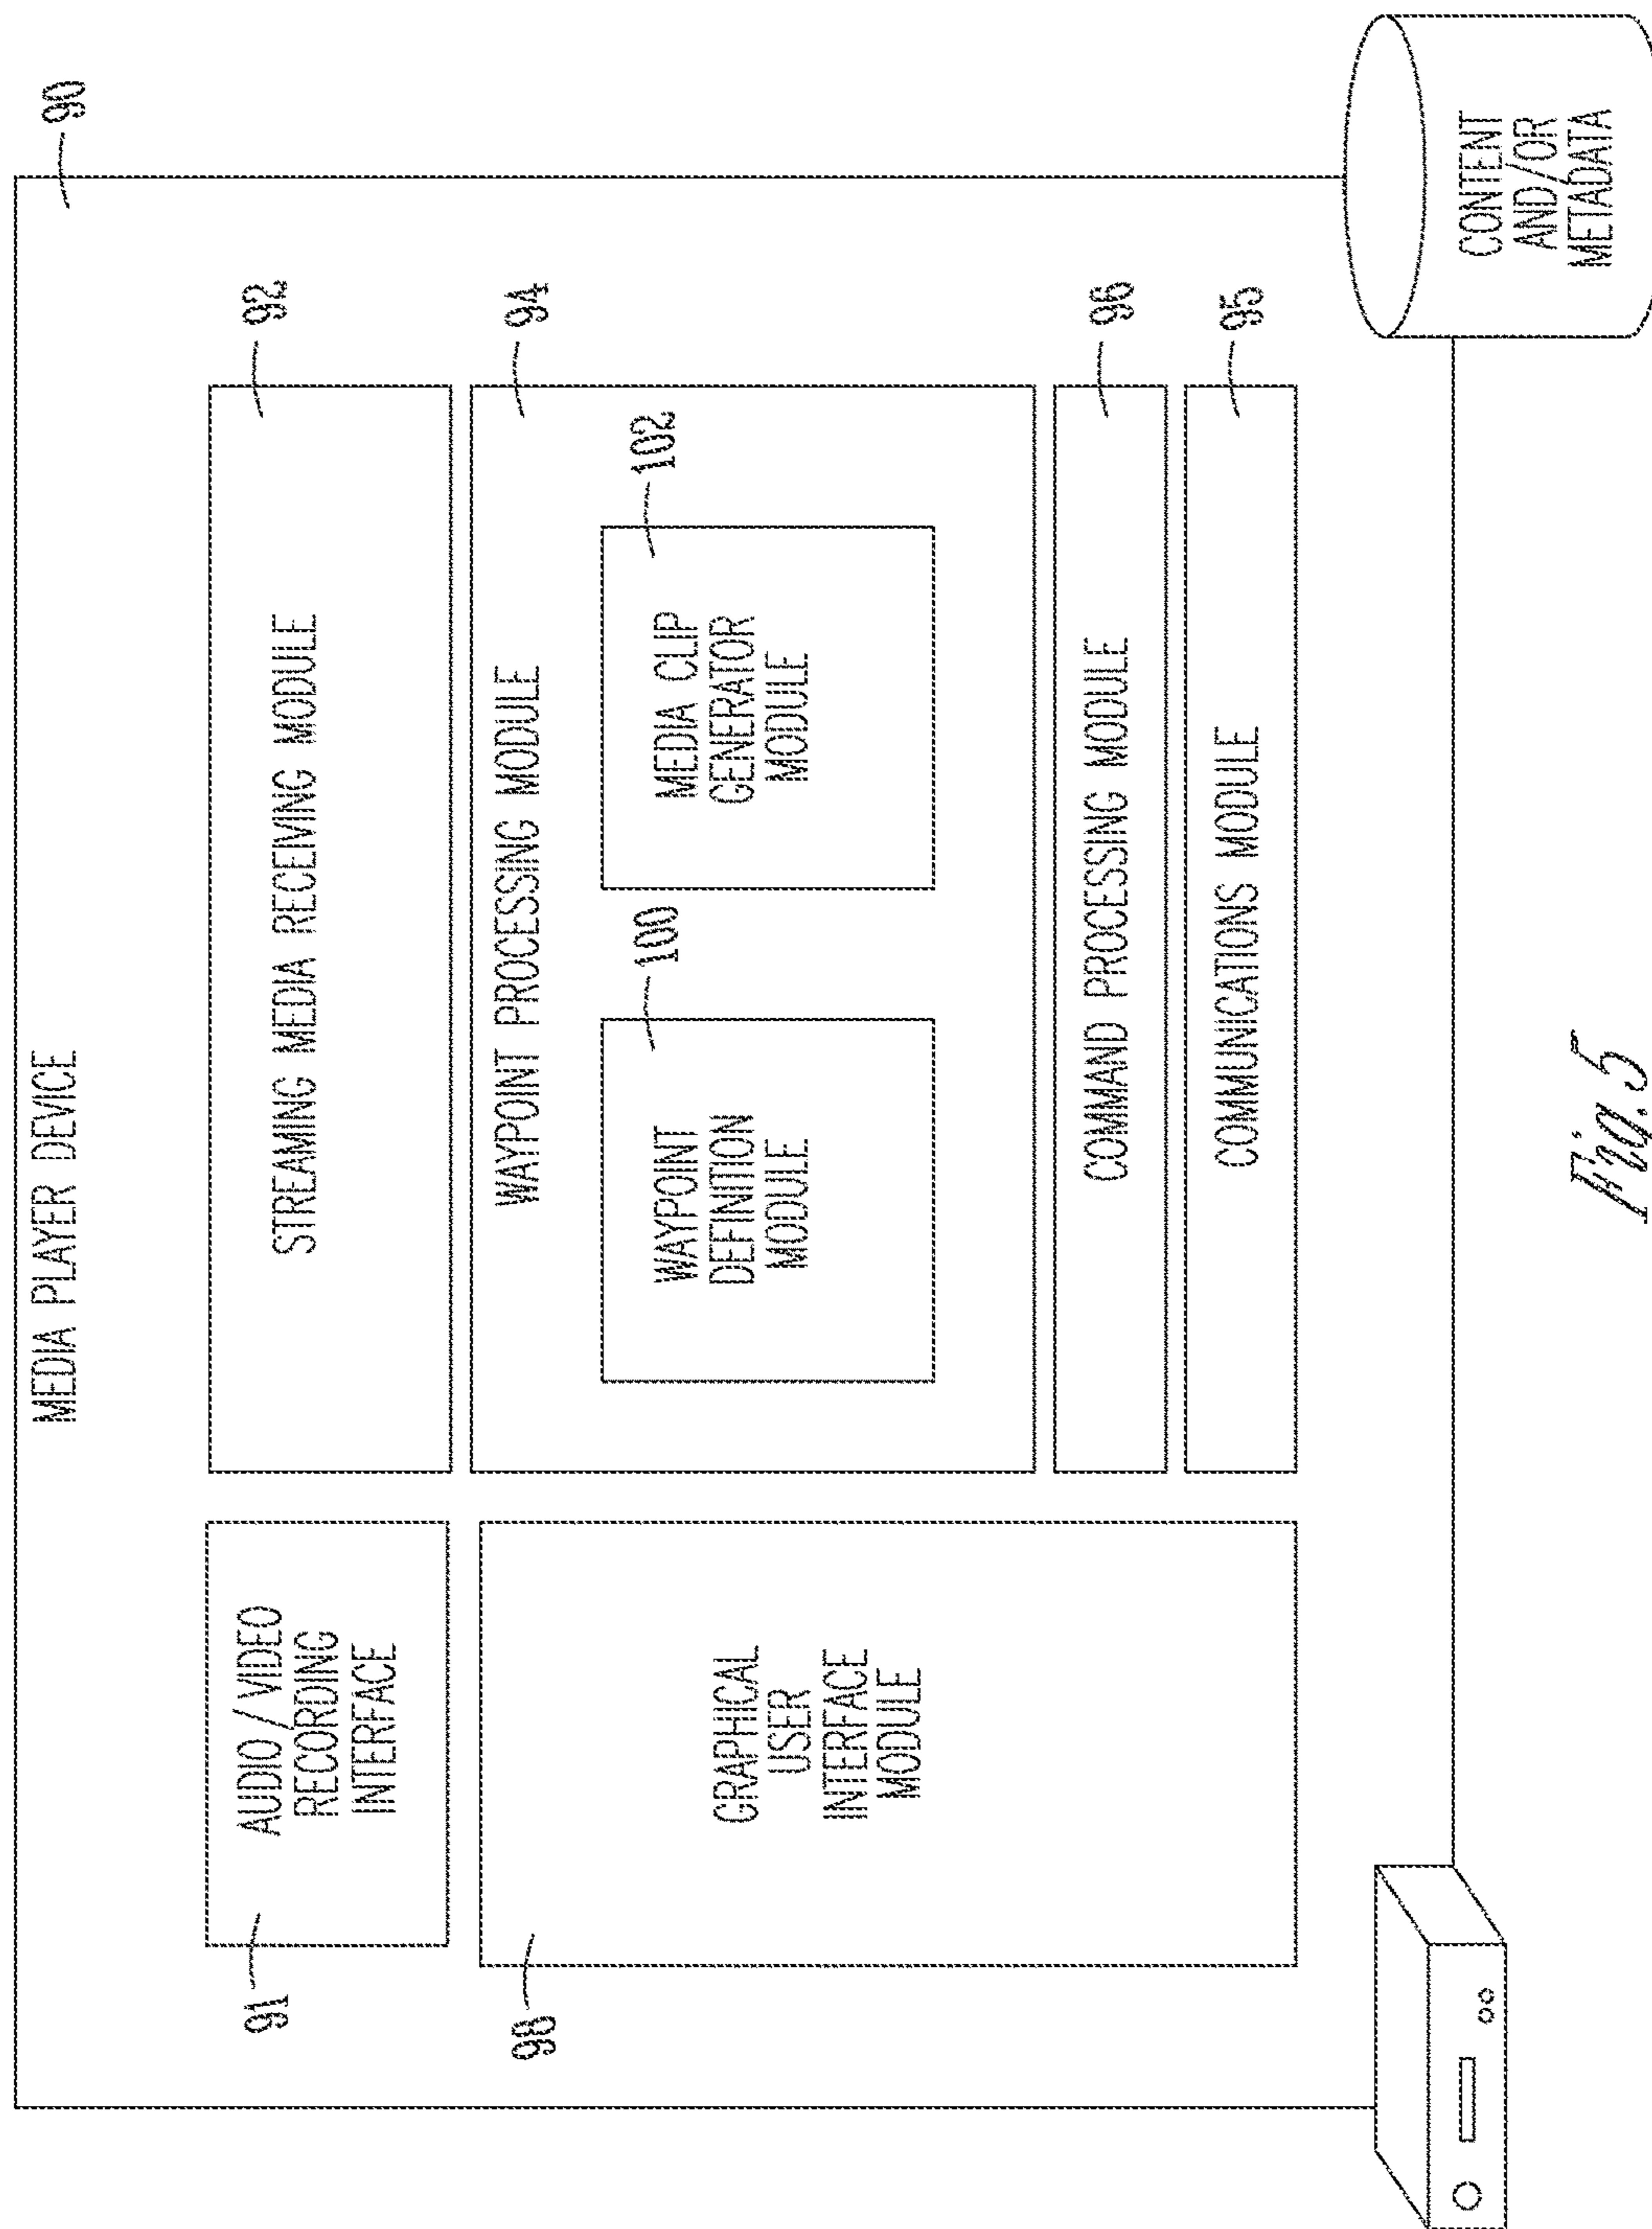 MEDIA PLAYER DEVICE
90
91
AUDIO / VIDEO
RECORDING
INTERFACE
92
STREAMING MEDIA RECEIVING MODULE
98
GRAPHICAL
USER
INTERFACE
MODULE
94
WAYPOINT PROCESSING MODULE
100
WAYPOINT
DEFINITION
MODULE
102
MEDIA CLIP
GENERATOR
MODULE
96
COMMAND PROCESSING MODULE
95
COMMUNICATIONS MODULE
CONTENT
AND/OR
METADATA
Fig. 5